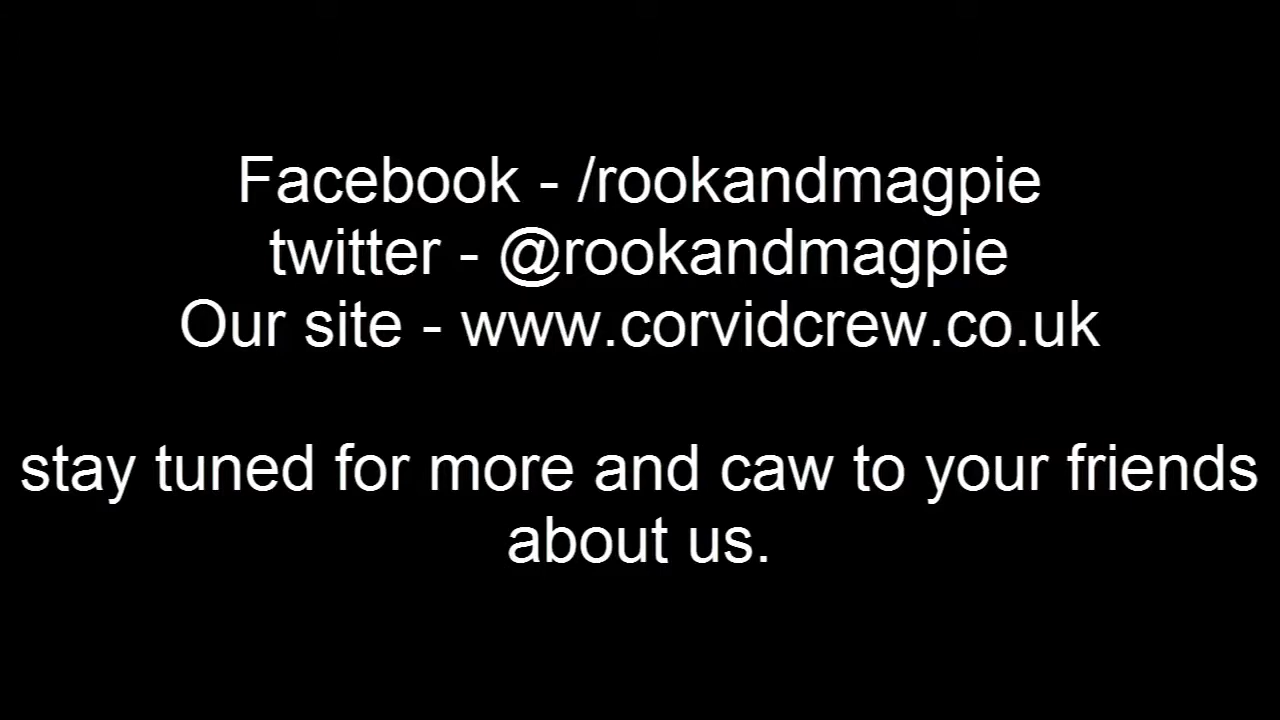 Facebook - /rookandmagpie
twitter - @rookandmagpie
Our site - www.corvidcrew.co.uk
stay tuned for more and caw to your friends
about us.